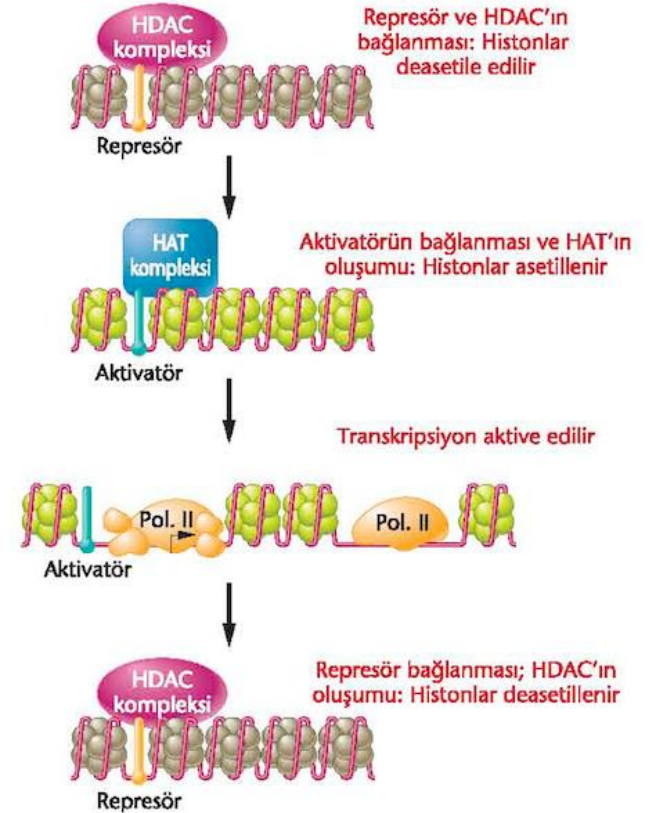 HDAC
kompleksi
Represör ve HDAC'ın
bağlanması: Histonlar
deasetile edilir
Represör
HAT
kompleksi
Aktivatörün bağlanması ve HAT'ın
oluşumu: Histonlar asetillenir
Aktivatör
Transkripsiyon aktive edilir
Pol. II
Pol. II
Aktivatör
HDAC
kompleksi
Represör bağlanması; HDAC'ın
oluşumu: Histonlar deasetillenir
Represör